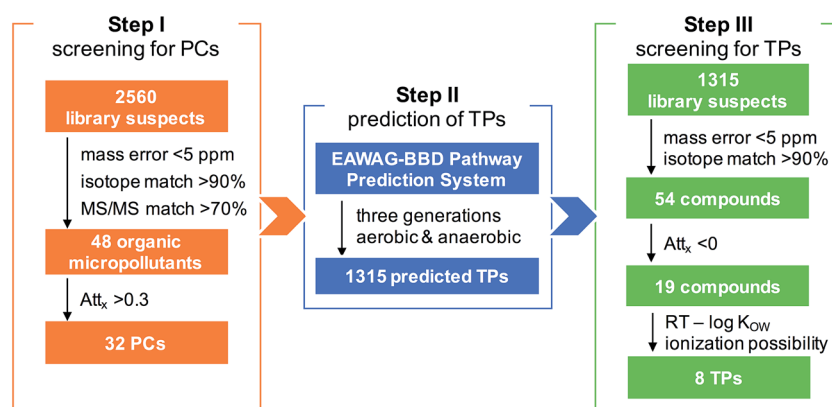 Step I
screening for PCs
2560
library suspects
mass error <5 ppm
isotope match >90%
MS/MS match >70%
48 organic
micropollutants
Attₓ >0.3
32 PCs
Step II
prediction of TPs
EAWAG-BBD Pathway
Prediction System
three generations
aerobic & anaerobic
1315 predicted TPs
Step III
screening for TPs
1315
library suspects
mass error <5 ppm
isotope match >90%
54 compounds
Attₓ <0
19 compounds
RT – log K_OW
ionization possibility
8 TPs